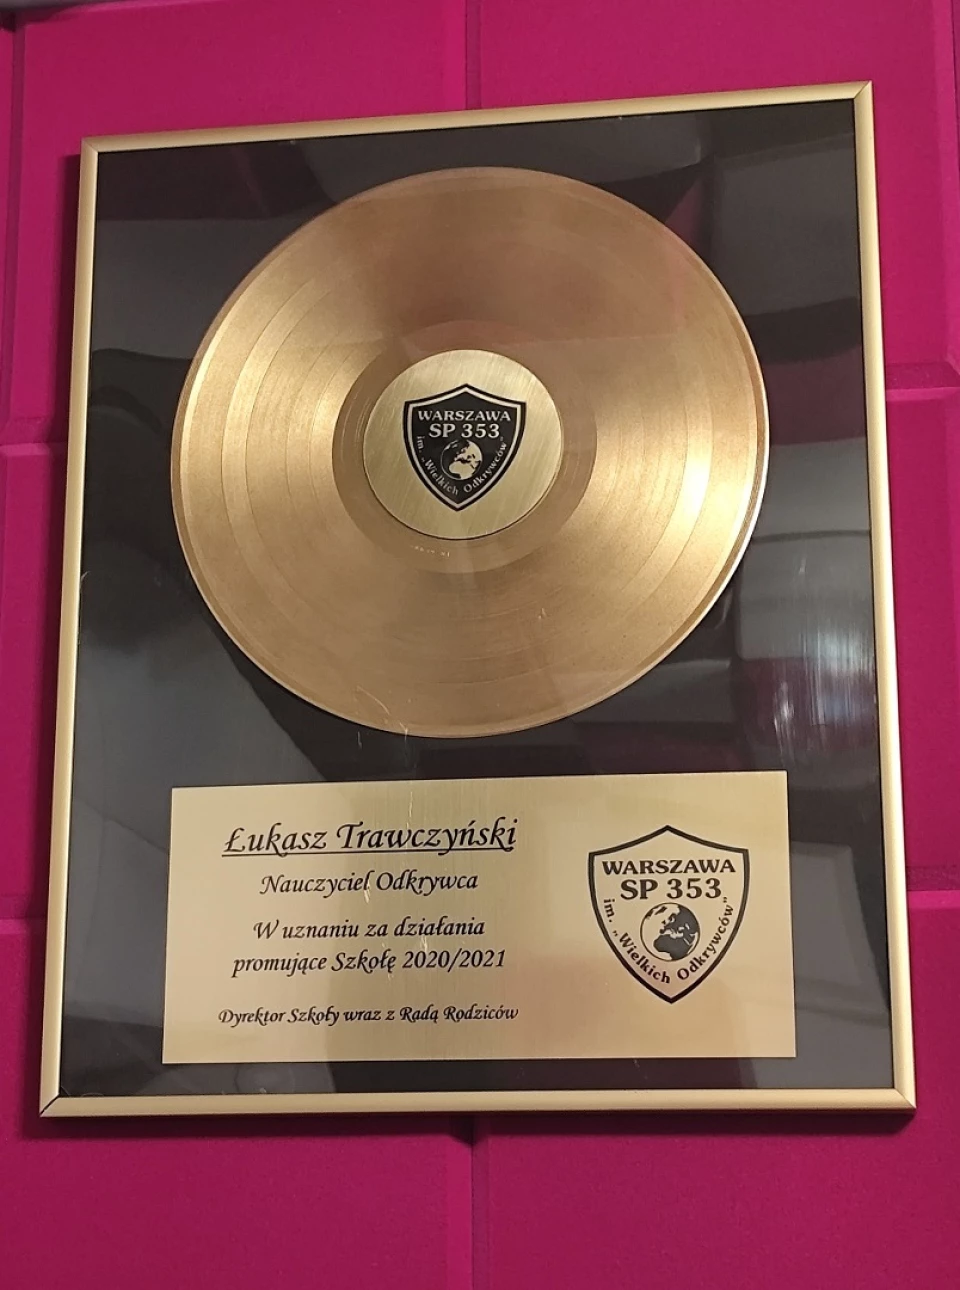 WARSZAWA
SP 353
im. „Wielkich Odkrywców"
Łukasz Trawczyński
Nauczyciel Odkrywca
W uznaniu za działania
promujące Szkołę 2020/2021
Dyrektor Szkoły wraz z Radą Rodziców
WARSZAWA
SP 353
im. „Wielkich Odkrywców"